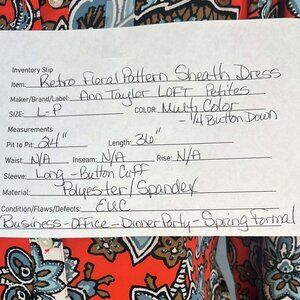 Inventory Slip
Item: Retro Floral Pattern Sheath Dress
Maker/Brand/Label: Ann Taylor LOFT Petites
SIZE: L-P COLOR: Multi Color
- 1/4 Button Down
Measurements
Pit to Pit: 24" Length: 36"
Waist: N/A Inseam: N/A Rise: N/A
Sleeve: Long - Button Cuff
Material: Polyester/Spandex
Condition/Flaws/Defects: EUC
Business - Office - Dinner Party - Spring Formal